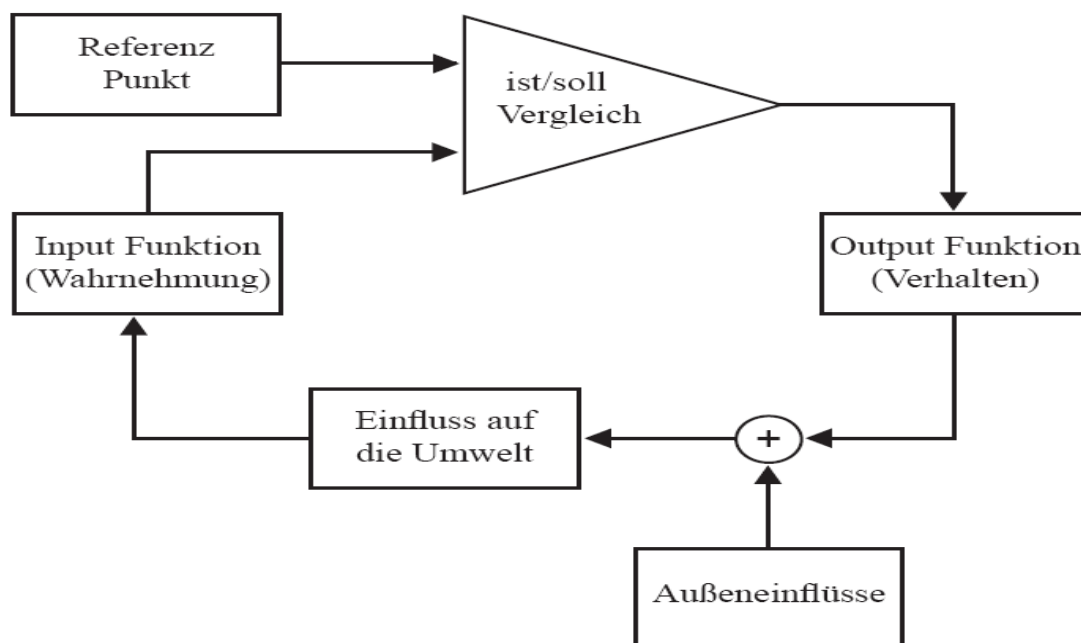 Referenz
Punkt
ist/soll
Vergleich
Input Funktion
(Wahrnehmung)
Output Funktion
(Verhalten)
Einfluss auf
die Umwelt
+
Außeneinflüsse